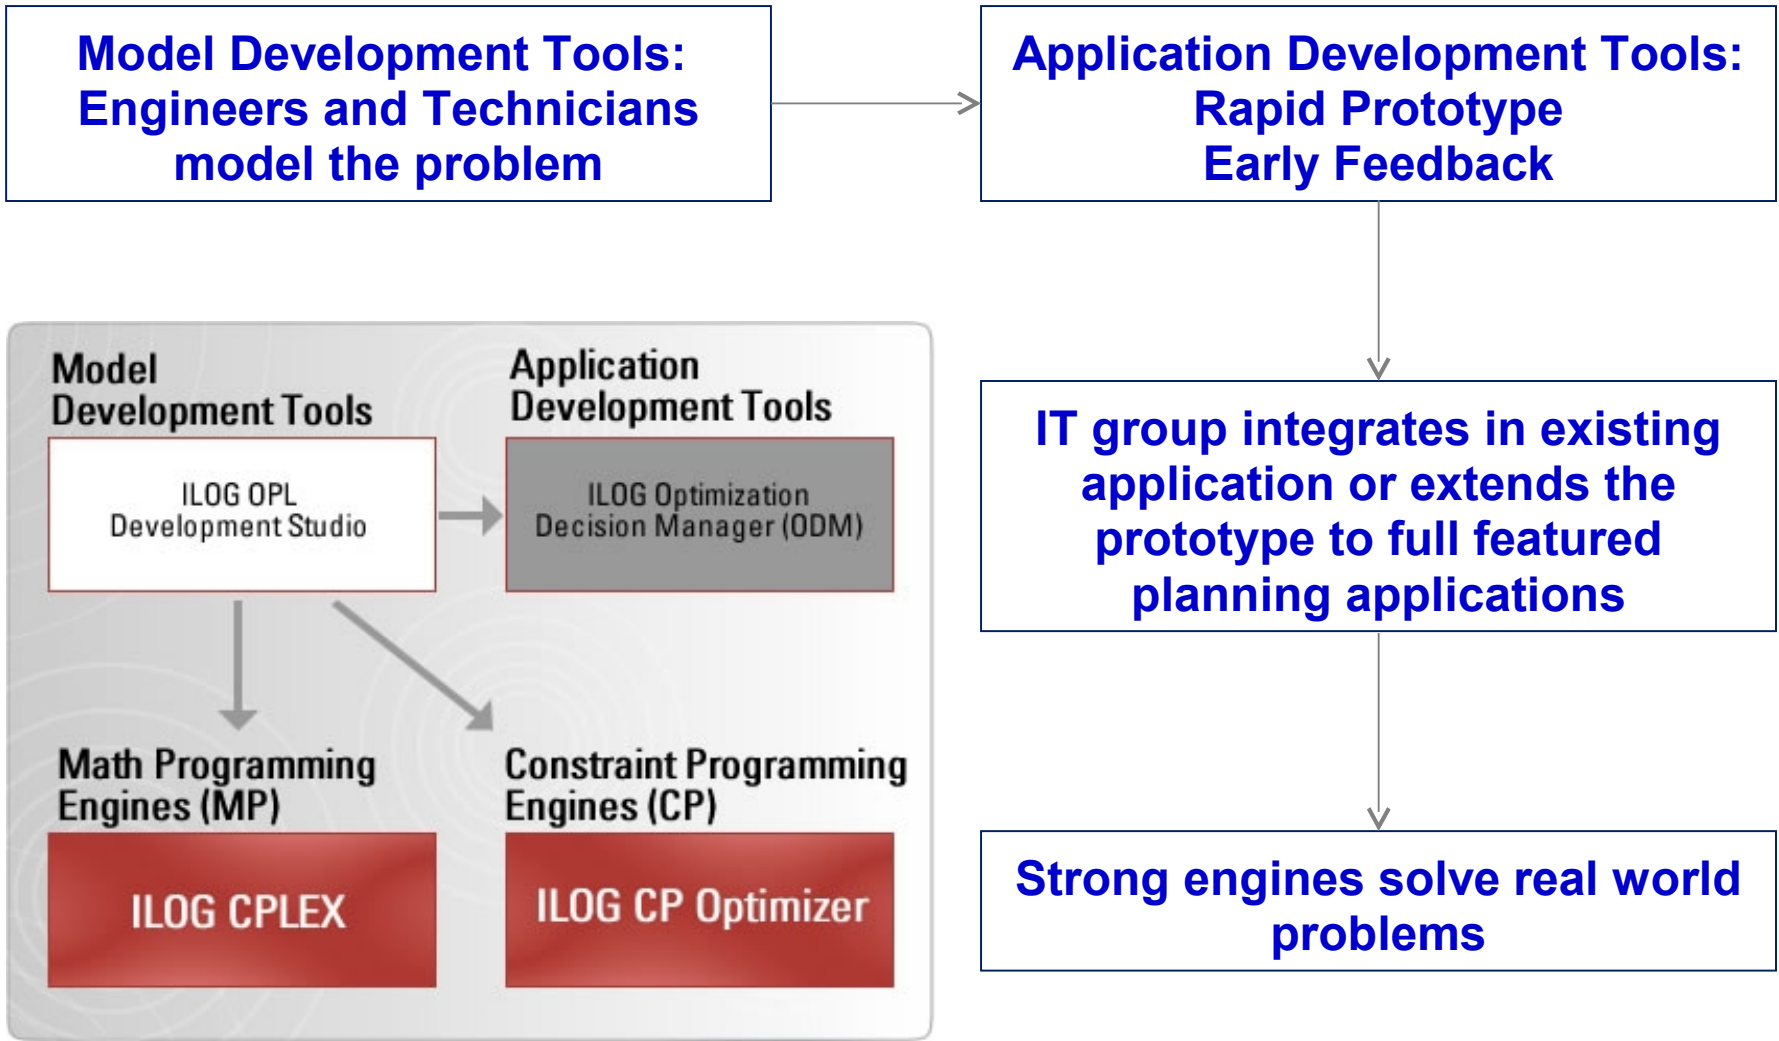 Model Development Tools:
Engineers and Technicians
model the problem
Application Development Tools:
Rapid Prototype
Early Feedback
IT group integrates in existing
application or extends the
prototype to full featured
planning applications
Strong engines solve real world
problems
Model
Development Tools
ILOG OPL
Development Studio
Application
Development Tools
ILOG Optimization
Decision Manager (ODM)
Math Programming
Engines (MP)
ILOG CPLEX
Constraint Programming
Engines (CP)
ILOG CP Optimizer